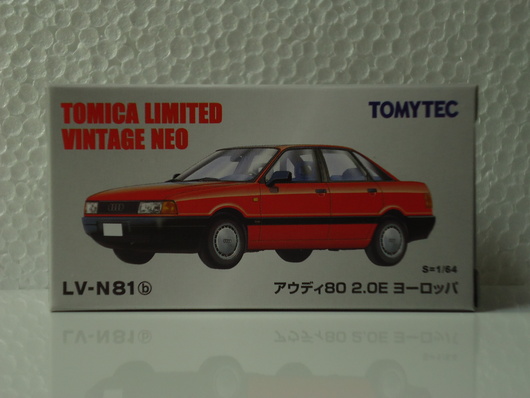 TOMICA LIMITED
VINTAGE NEO
TOMYTEC
S=1/64
LV-N81ⓑ
アウディ80 2.0E ヨーロッパ